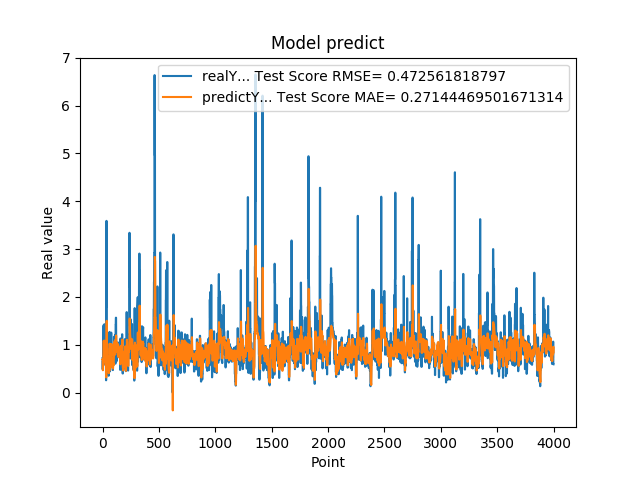 Model predict
realY... Test Score RMSE= 0.472561818797
predictY... Test Score MAE= 0.27144469501671314
7
6
5
4
3
2
1
0
Real value
0 500 1000 1500 2000 2500 3000 3500 4000
Point